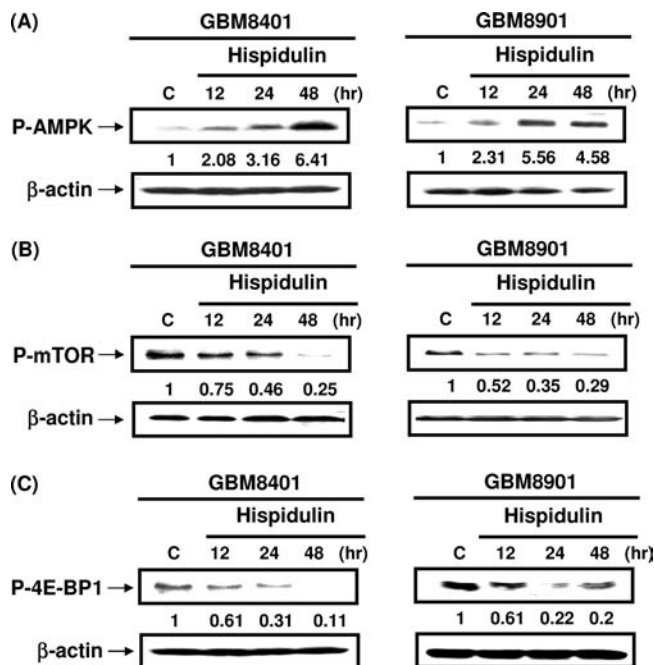 (A)
GBM8401 GBM8901
Hispidulin Hispidulin
C 12 24 48 (hr) C 12 24 48 (hr)
P-AMPK
1 2.08 3.16 6.41 1 2.31 5.56 4.58
β-actin
(B)
GBM8401 GBM8901
Hispidulin Hispidulin
C 12 24 48 (hr) C 12 24 48 (hr)
P-mTOR
1 0.75 0.46 0.25 1 0.52 0.35 0.29
β-actin
(C)
GBM8401 GBM8901
Hispidulin Hispidulin
C 12 24 48 (hr) C 12 24 48 (hr)
P-4E-BP1
1 0.61 0.31 0.11 1 0.61 0.22 0.2
β-actin